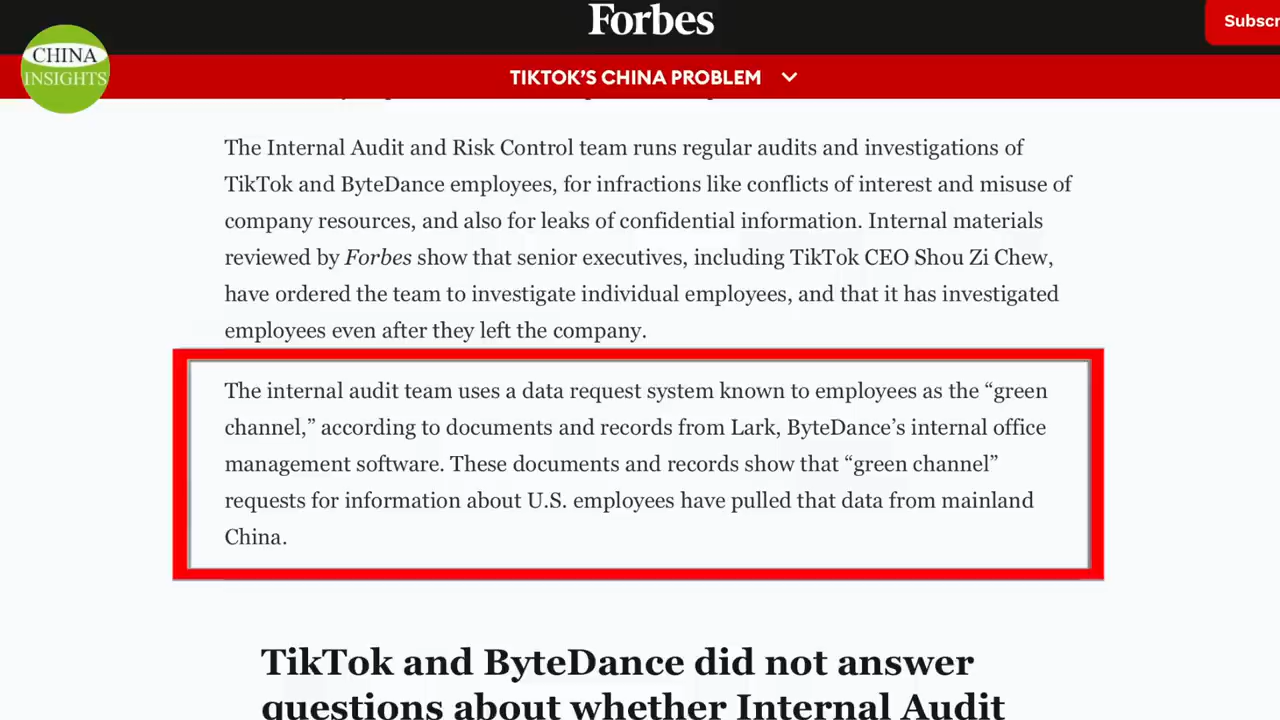 Forbes
Subscr
CHINA
INSIGHTS
TIKTOK'S CHINA PROBLEM
The Internal Audit and Risk Control team runs regular audits and investigations of
TikTok and ByteDance employees, for infractions like conflicts of interest and misuse of
company resources, and also for leaks of confidential information. Internal materials
reviewed by Forbes show that senior executives, including TikTok CEO Shou Zi Chew,
have ordered the team to investigate individual employees, and that it has investigated
employees even after they left the company.
The internal audit team uses a data request system known to employees as the “green
channel,” according to documents and records from Lark, ByteDance’s internal office
management software. These documents and records show that “green channel”
requests for information about U.S. employees have pulled that data from mainland
China.
TikTok and ByteDance did not answer
questions about whether Internal Audit